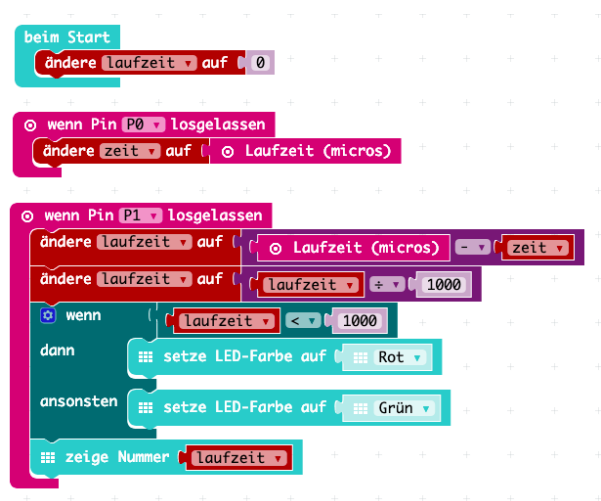 beim Start
ändere laufzeit auf 0
wenn Pin P0 losgelassen
ändere zeit auf Laufzeit (micros)
wenn Pin P1 losgelassen
ändere laufzeit auf Laufzeit (micros) - zeit
ändere laufzeit auf laufzeit ÷ 1000
wenn laufzeit < 1000
dann setze LED-Farbe auf Rot
ansonsten setze LED-Farbe auf Grün
zeige Nummer laufzeit